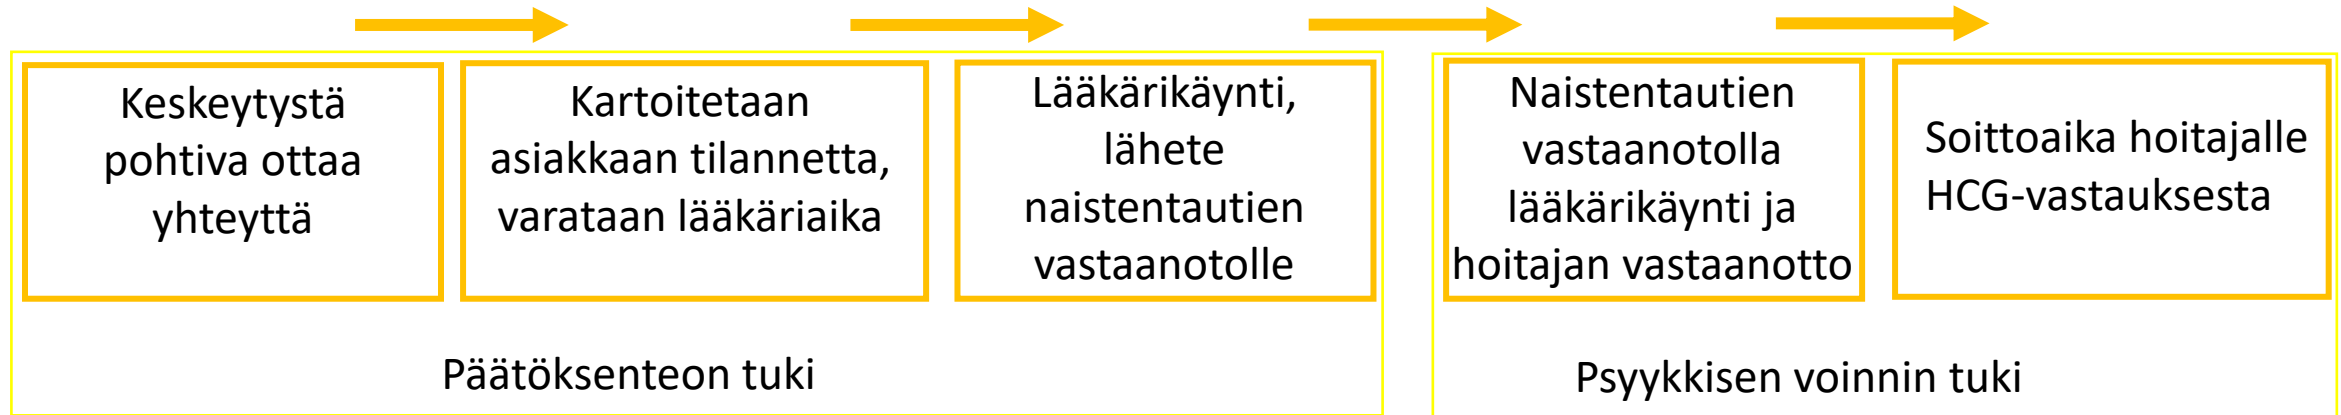 Keskeytystä
pohtiva ottaa
yhteyttä
Kartoitetaan
asiakkaan tilannetta,
varataan lääkäriaika
Lääkärikäynti,
lähete
naistentautien
vastaanotolle
Naistentautien
vastaanotolla
lääkärikäynti ja
hoitajan vastaanotto
Soittoaika hoitajalle
HCG-vastauksesta
Päätöksenteon tuki
Psyykkisen voinnin tuki